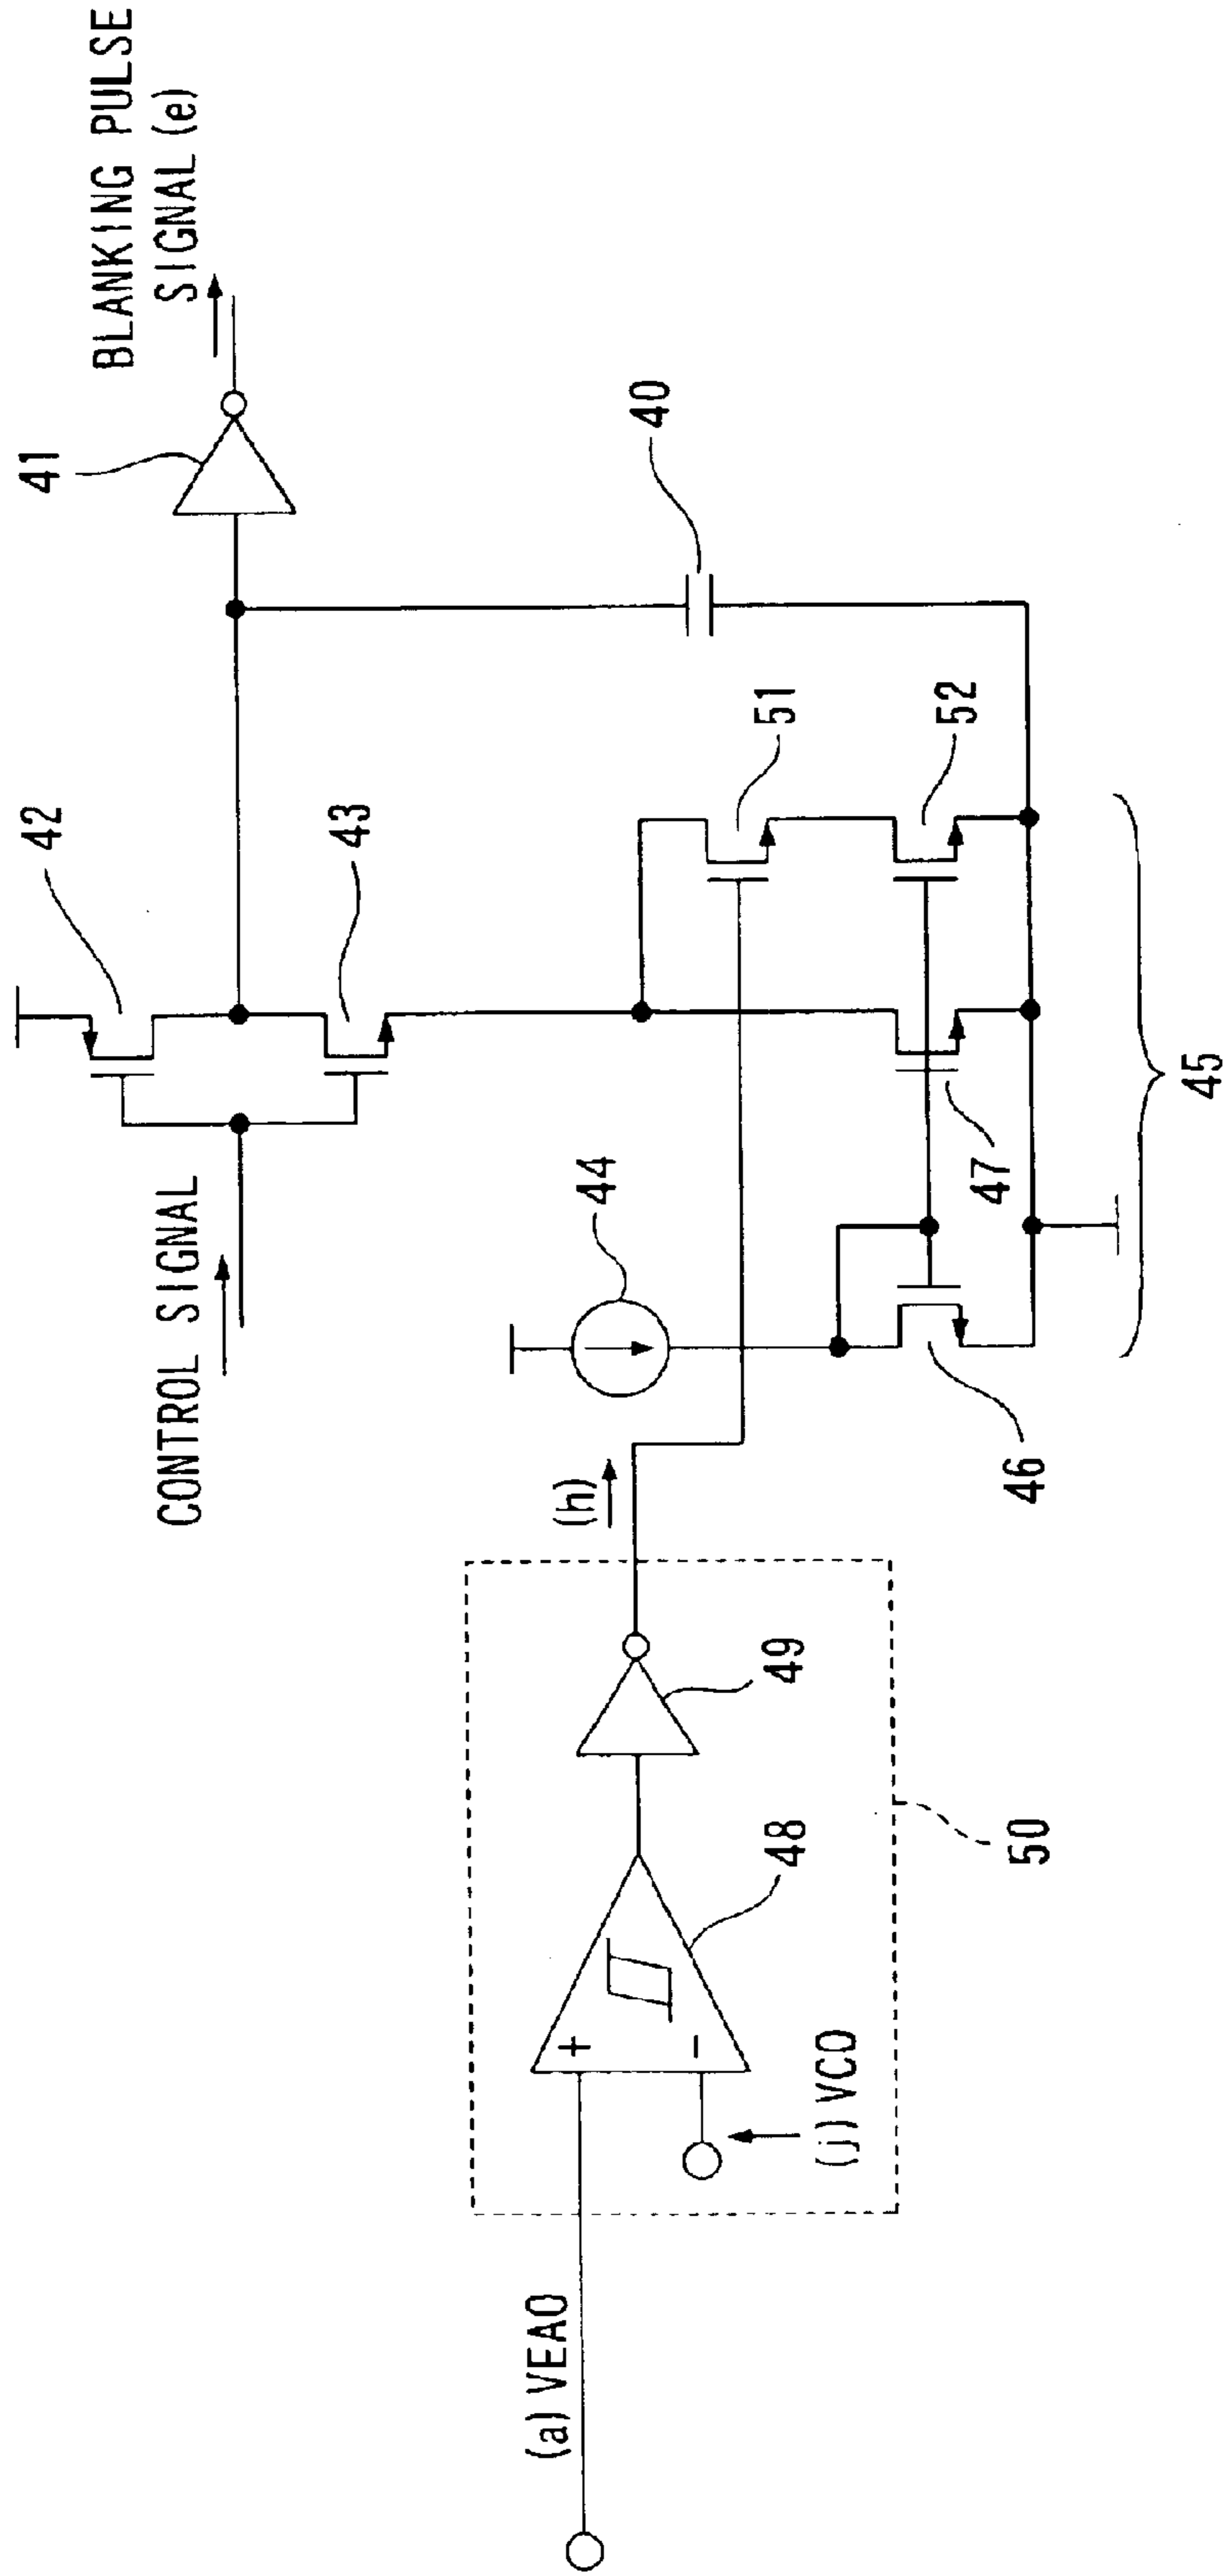 BLANKING PULSE
SIGNAL (e)
41
42
CONTROL SIGNAL
43
40
44
(h)
51
52
47
46
45
(a) VEAO
+
−
48
49
(j) VCO
50